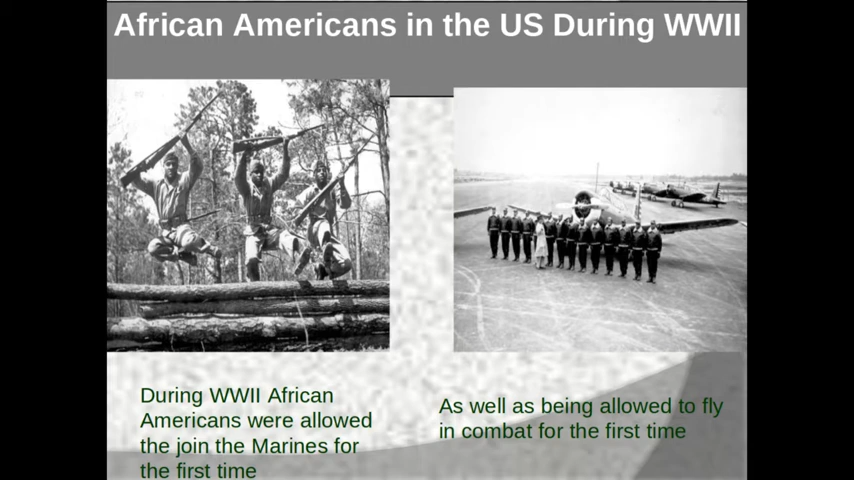 African Americans in the US During WWII
During WWII African
Americans were allowed
the join the Marines for
the first time
As well as being allowed to fly
in combat for the first time